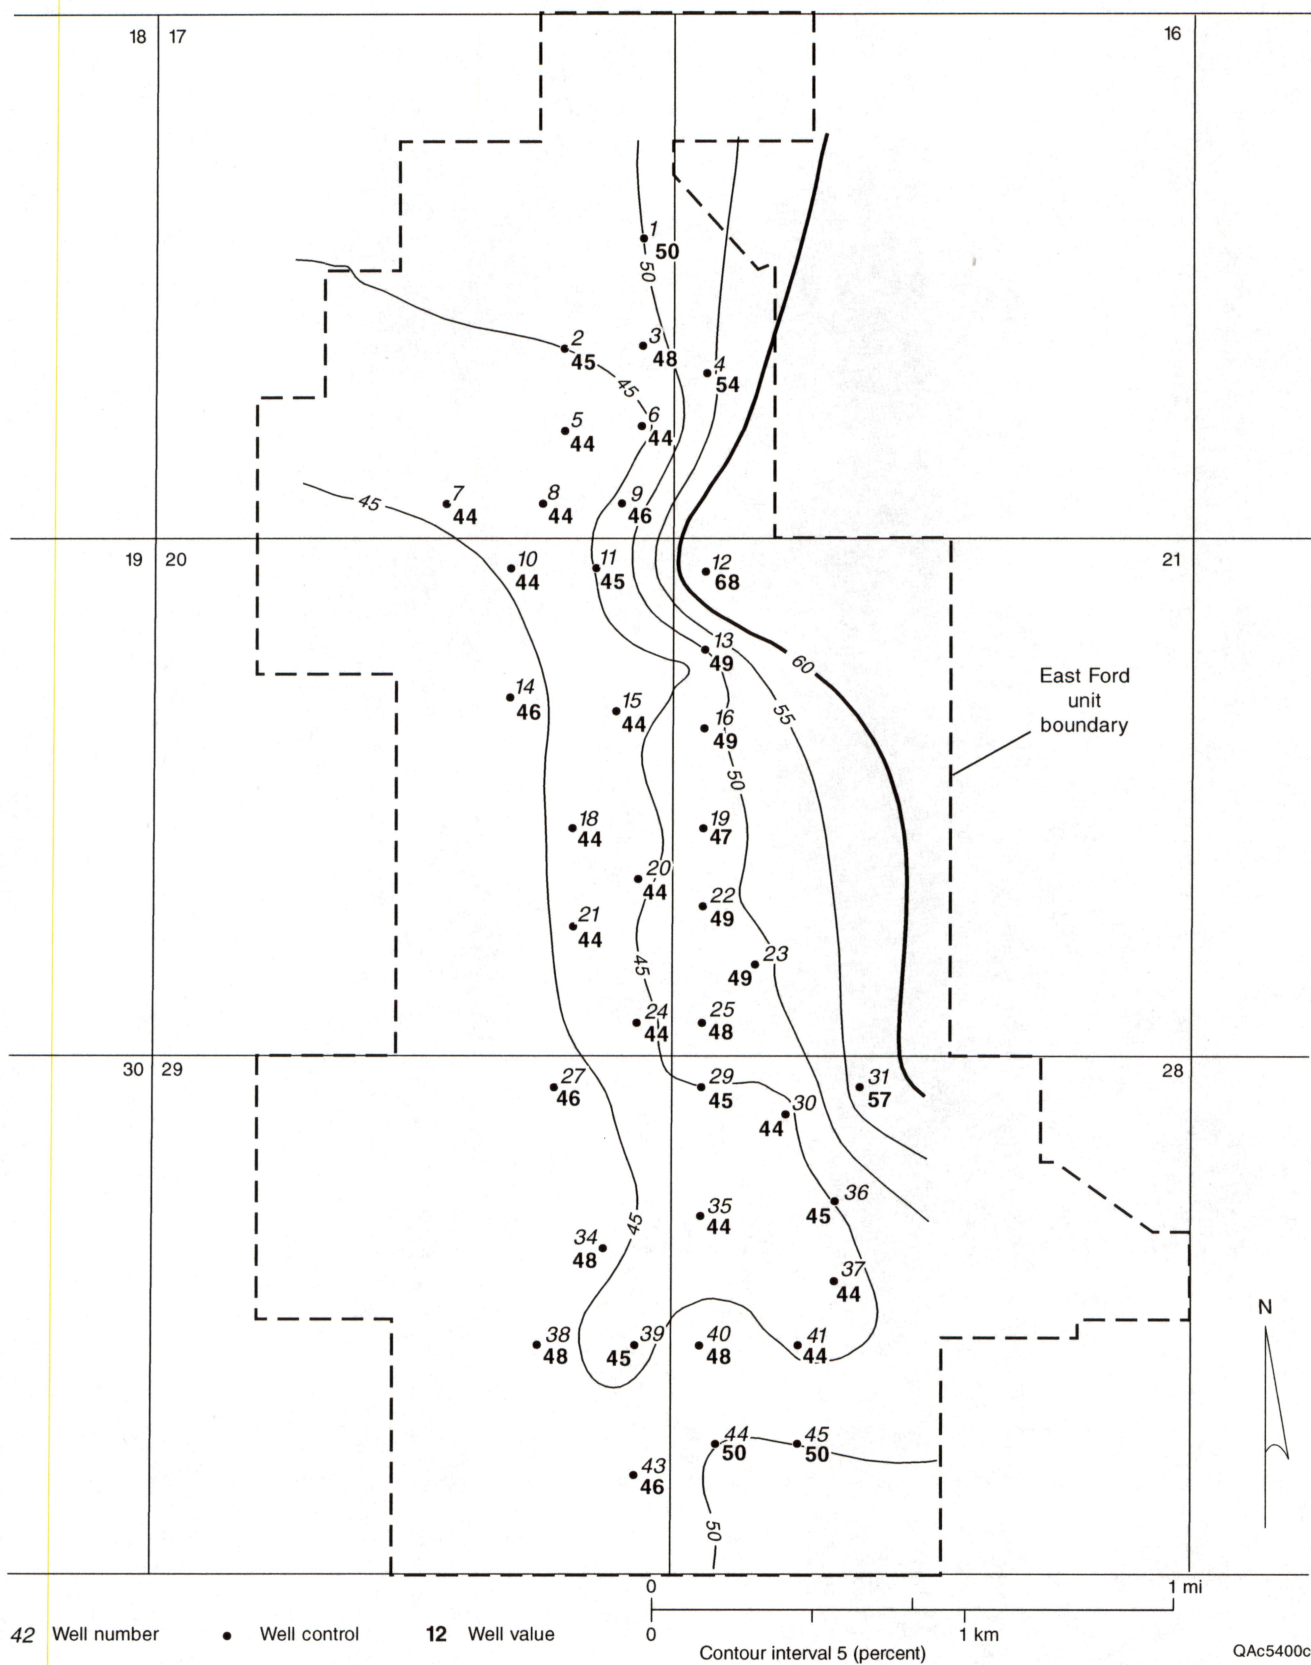 18 17 16
1
50
50
2 3
45 48 4
45 54
5 6
44 44
45 7 8 9
44 44 46
19 20 10 11 12 21
44 45 68
13
49 60
East Ford
unit
boundary
14 15 16 55
46 44 49
50
18 19
44 47
20
44 22
49
21
44 45 23
49
24 25
44 48
30 29 28
27 29 31
46 45 57
30
44
36
45
35
44
34 45
48
37
44
N
38 39 40 41
48 45 48 44
44 45
50 50
43
46
50
0 1 mi
0 1 km
42 Well number Well control 12 Well value
Contour interval 5 (percent)
QAc5400c